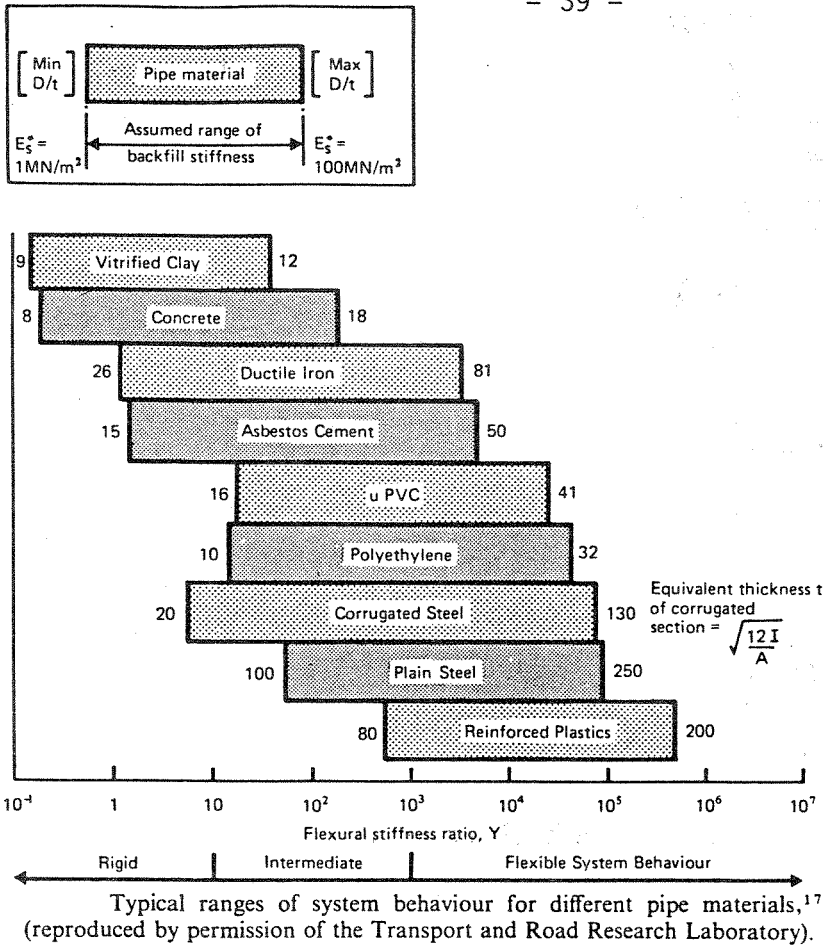 - 39 -
[Min D/t] Pipe material [Max D/t]
E*s = 1MN/m² Assumed range of backfill stiffness E*s = 100MN/m²
9 Vitrified Clay 12
8 Concrete 18
26 Ductile Iron 81
15 Asbestos Cement 50
16 u PVC 41
10 Polyethylene 32
20 Corrugated Steel 130
Equivalent thickness t
of corrugated
section = √(12 I / A)
100 Plain Steel 250
80 Reinforced Plastics 200
10⁻¹ 1 10 10² 10³ 10⁴ 10⁵ 10⁶ 10⁷
Flexural stiffness ratio, Y
Rigid Intermediate Flexible System Behaviour
Typical ranges of system behaviour for different pipe materials,¹⁷
(reproduced by permission of the Transport and Road Research Laboratory).